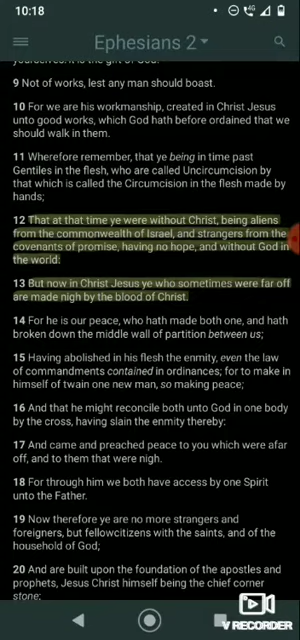 10:18
4G
Ephesians 2
yourselves: it is the gift of God:
9 Not of works, lest any man should boast.
10 For we are his workmanship, created in Christ Jesus
unto good works, which God hath before ordained that we
should walk in them.
11 Wherefore remember, that ye being in time past
Gentiles in the flesh, who are called Uncircumcision by
that which is called the Circumcision in the flesh made by
hands;
12 That at that time ye were without Christ, being aliens
from the commonwealth of Israel, and strangers from the
covenants of promise, having no hope, and without God in
the world:
13 But now in Christ Jesus ye who sometimes were far off
are made nigh by the blood of Christ.
14 For he is our peace, who hath made both one, and hath
broken down the middle wall of partition between us;
15 Having abolished in his flesh the enmity, even the law
of commandments contained in ordinances; for to make in
himself of twain one new man, so making peace;
16 And that he might reconcile both unto God in one body
by the cross, having slain the enmity thereby:
17 And came and preached peace to you which were afar
off, and to them that were nigh.
18 For through him we both have access by one Spirit
unto the Father.
19 Now therefore ye are no more strangers and
foreigners, but fellowcitizens with the saints, and of the
household of God;
20 And are built upon the foundation of the apostles and
prophets, Jesus Christ himself being the chief corner
stone;
V RECORDER